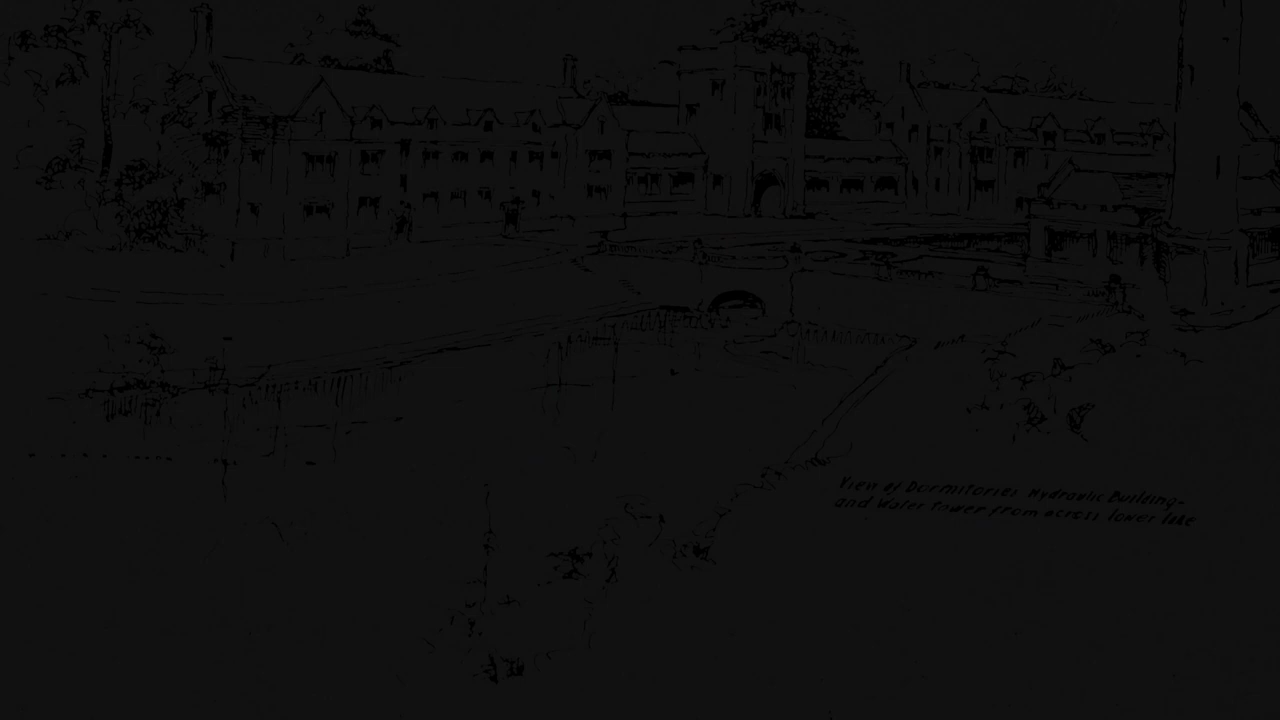 View of Dormitories Hydraulic Building-
and Water Tower from across lower lake